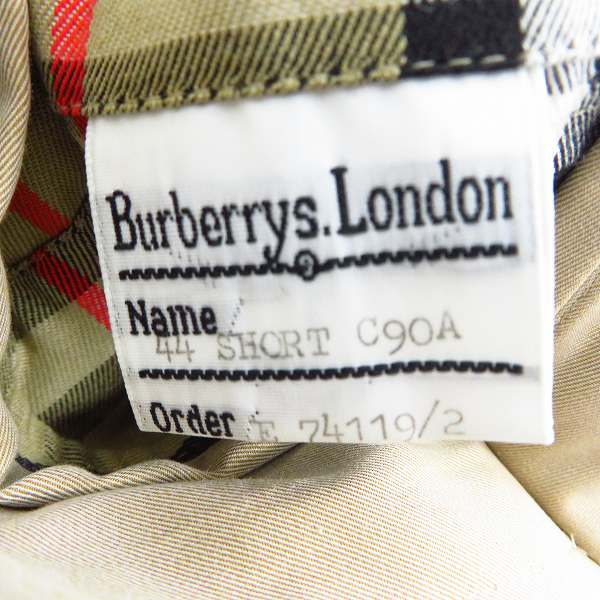 Burberrys.London
Name
44 SHORT C90A
Order E 74119/2